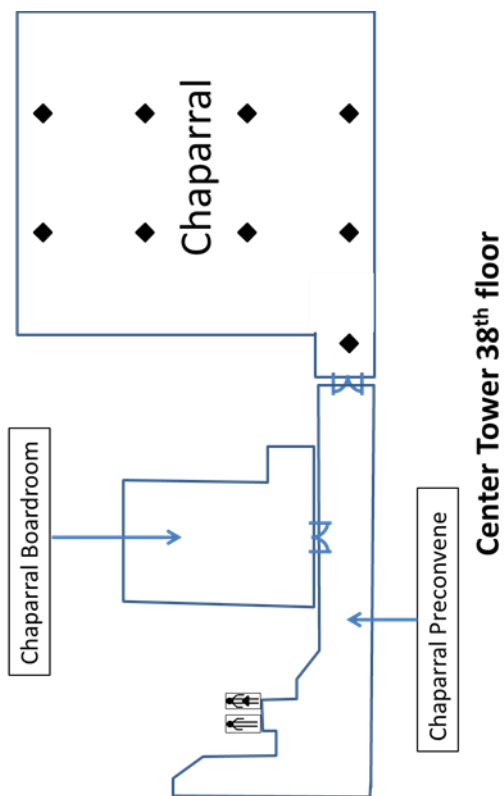 Chaparral Boardroom
Chaparral
Chaparral Preconvene
Center Tower 38th floor